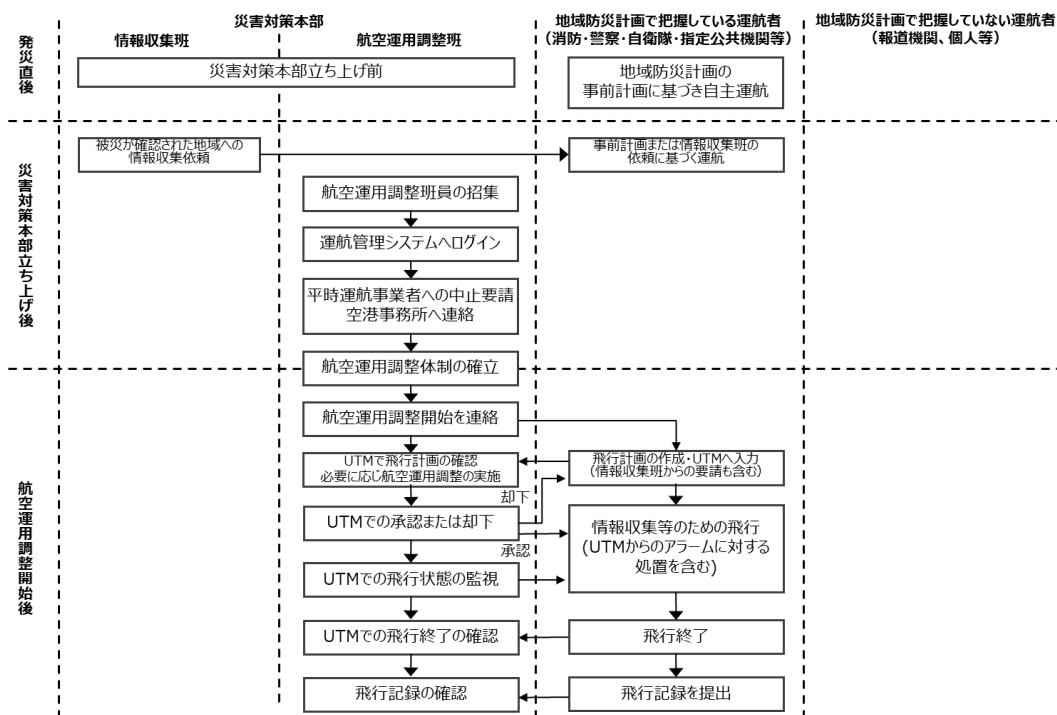 災害対策本部
情報収集班
航空運用調整班
地域防災計画で把握している運航者
(消防・警察・自衛隊・指定公共機関等)
地域防災計画で把握していない運航者
(報道機関、個人等)
発災直後
災害対策本部立ち上げ前
地域防災計画の
事前計画に基づき自主運航
災害対策本部立ち上げ後
被災が確認された地域への
情報収集依頼
事前計画または情報収集班の
依頼に基づく運航
航空運用調整班員の招集
運航管理システムへログイン
平時運航事業者への中止要請
空港事務所へ連絡
航空運用調整体制の確立
航空運用調整開始後
航空運用調整開始を連絡
UTMで飛行計画の確認
必要に応じ航空運用調整の実施
飛行計画の作成・UTMへ入力
(情報収集班からの要請も含む)
却下
UTMでの承認または却下
承認
情報収集等のための飛行
(UTMからのアラームに対する
処置を含む)
UTMでの飛行状態の監視
UTMでの飛行終了の確認
飛行終了
飛行記録の確認
飛行記録を提出